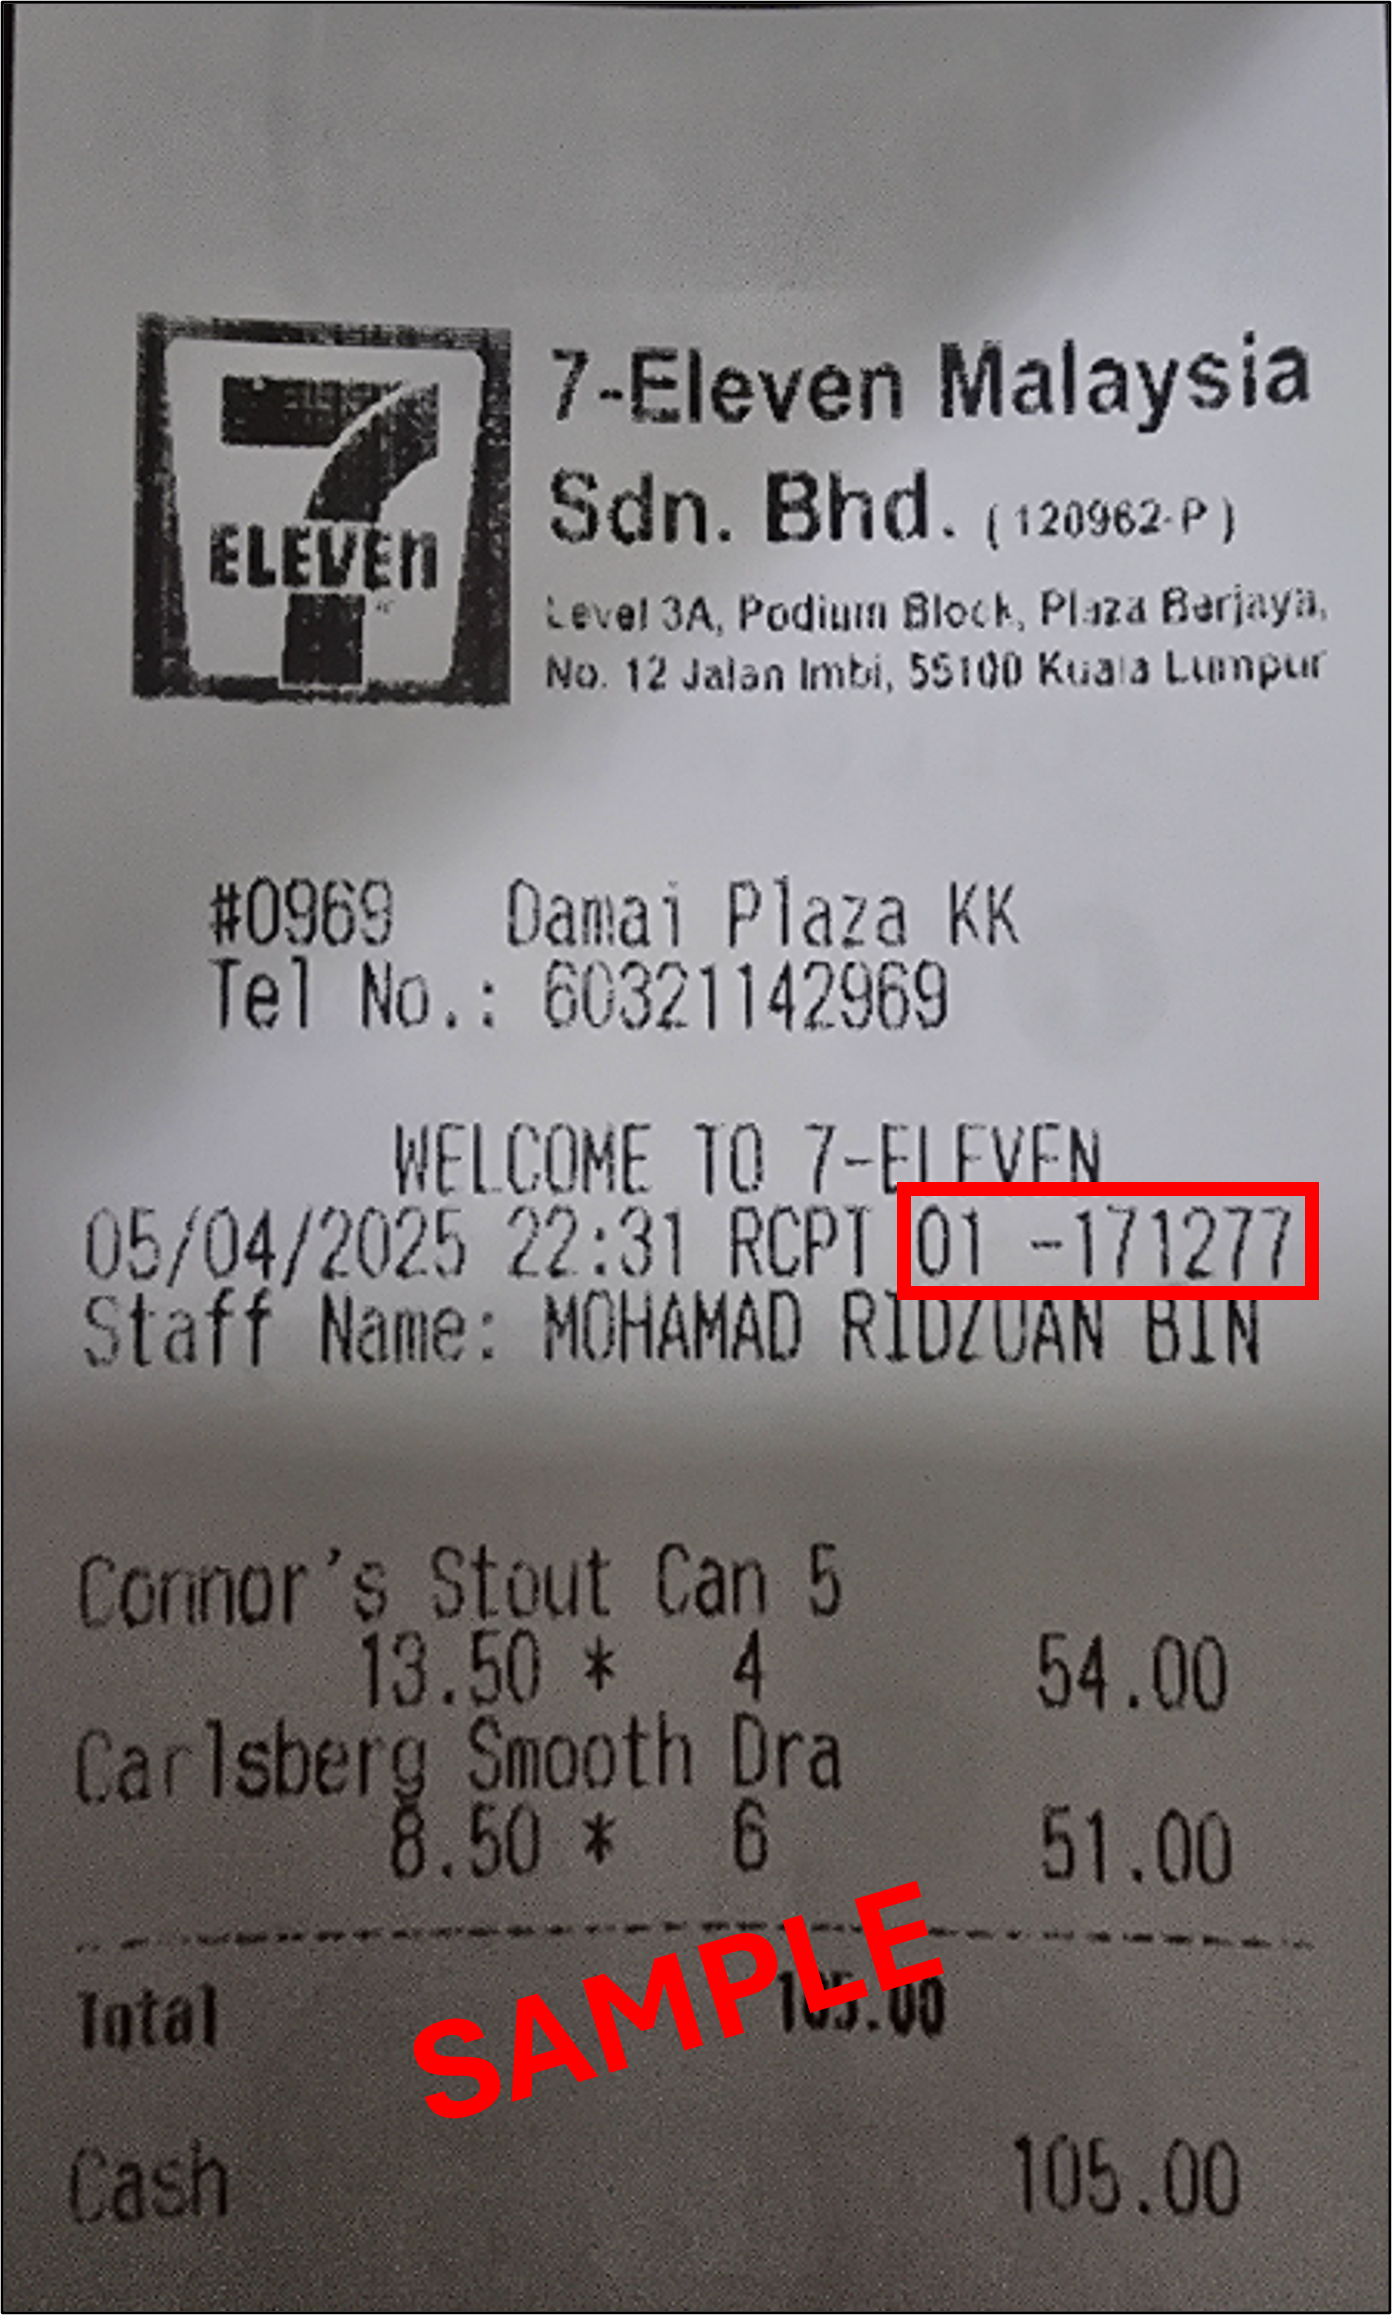 7
ELEVEn
7-Eleven Malaysia
Sdn. Bhd. (120962-P)
Level 3A, Podium Block, Plaza Berjaya,
No. 12 Jalan Imbi, 55100 Kuala Lumpur
#0969 Damai Plaza KK
Tel No.: 60321142969
WELCOME TO 7-ELEVEN
05/04/2025 22:31 RCPT 01 -171277
Staff Name: MOHAMAD RIDZUAN BIN
Connor's Stout Can 5
13.50 * 4 54.00
Carlsberg Smooth Dra
8.50 * 6 51.00
Total 105.00
SAMPLE
Cash 105.00